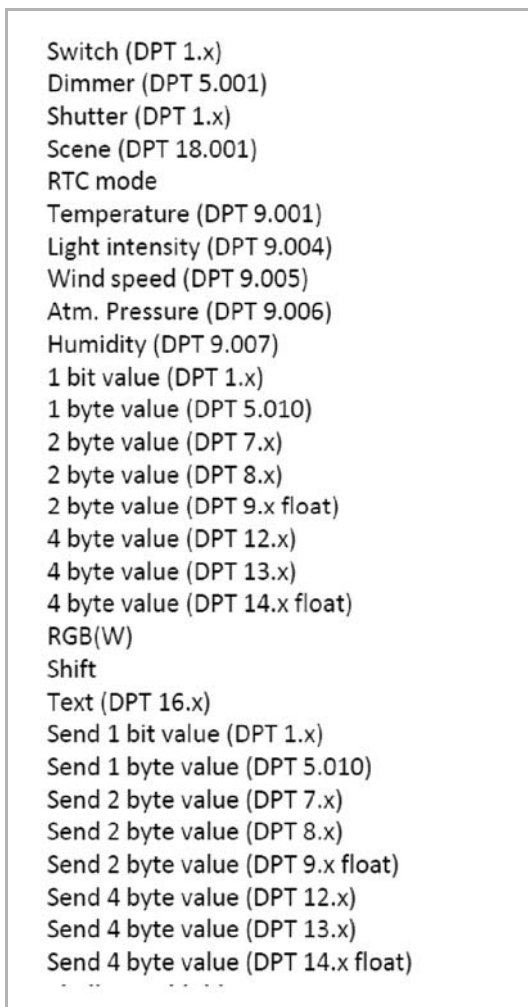 Switch (DPT 1.x)
Dimmer (DPT 5.001)
Shutter (DPT 1.x)
Scene (DPT 18.001)
RTC mode
Temperature (DPT 9.001)
Light intensity (DPT 9.004)
Wind speed (DPT 9.005)
Atm. Pressure (DPT 9.006)
Humidity (DPT 9.007)
1 bit value (DPT 1.x)
1 byte value (DPT 5.010)
2 byte value (DPT 7.x)
2 byte value (DPT 8.x)
2 byte value (DPT 9.x float)
4 byte value (DPT 12.x)
4 byte value (DPT 13.x)
4 byte value (DPT 14.x float)
RGB(W)
Shift
Text (DPT 16.x)
Send 1 bit value (DPT 1.x)
Send 1 byte value (DPT 5.010)
Send 2 byte value (DPT 7.x)
Send 2 byte value (DPT 8.x)
Send 2 byte value (DPT 9.x float)
Send 4 byte value (DPT 12.x)
Send 4 byte value (DPT 13.x)
Send 4 byte value (DPT 14.x float)